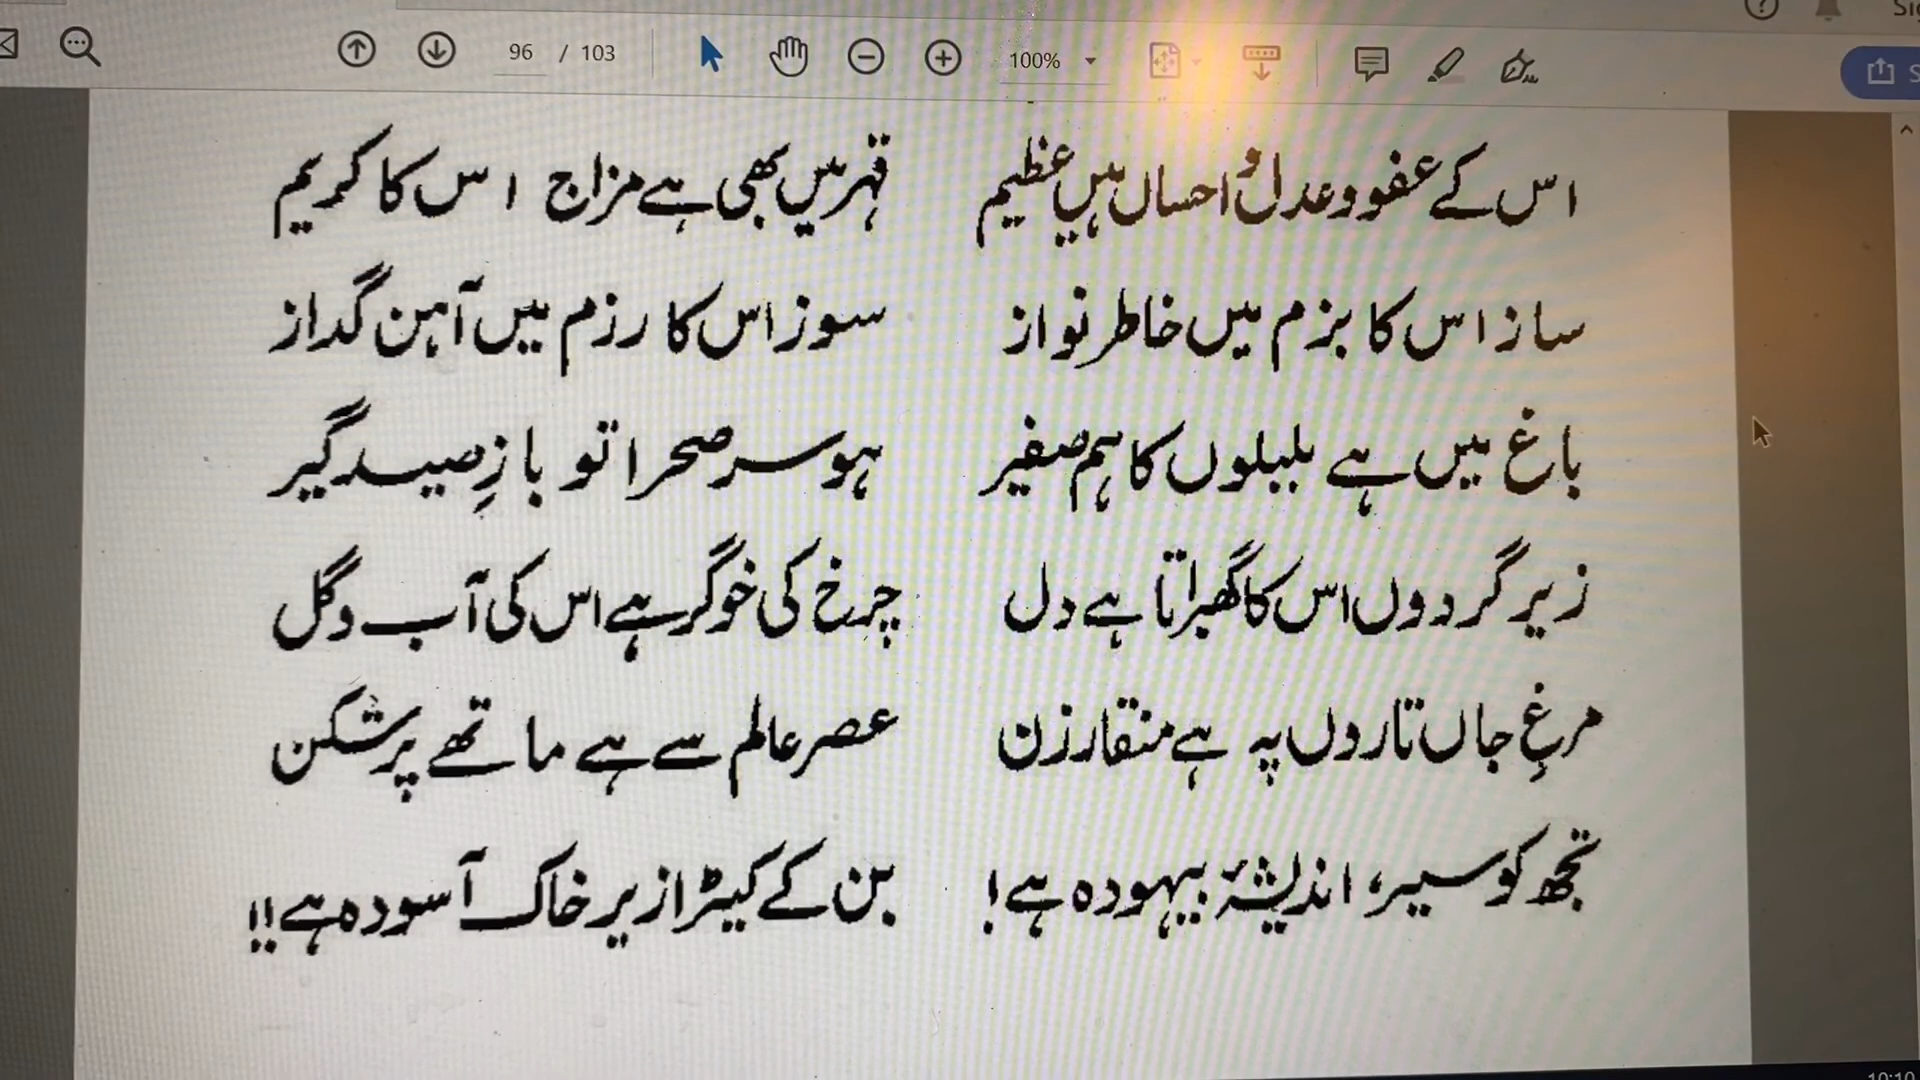 96 / 103 100%
اس کے عفو و عدل و احساں ہیں عظیم قہر میں بھی ہے مزاج اس کا کریم
ساز اس کا بزم میں خاطر نواز سوز اس کا رزم میں آہن گداز
باغ میں ہے بلبلوں کا ہم صفیر ہو سر صحرا تو بازِ صید گیر
زیر گردوں اس کا گھبراتا ہے دل چرخ کی خوگر ہے اس کی آب و گل
مرغِ جاں تاروں پہ ہے منقار زن عصر عالم سے ہے ماتھے پر شکن
تجھ کو سیر، اندیشۂ بیہودہ ہے! بن کے کیڑا زیر خاک آسودہ ہے!!
10:10